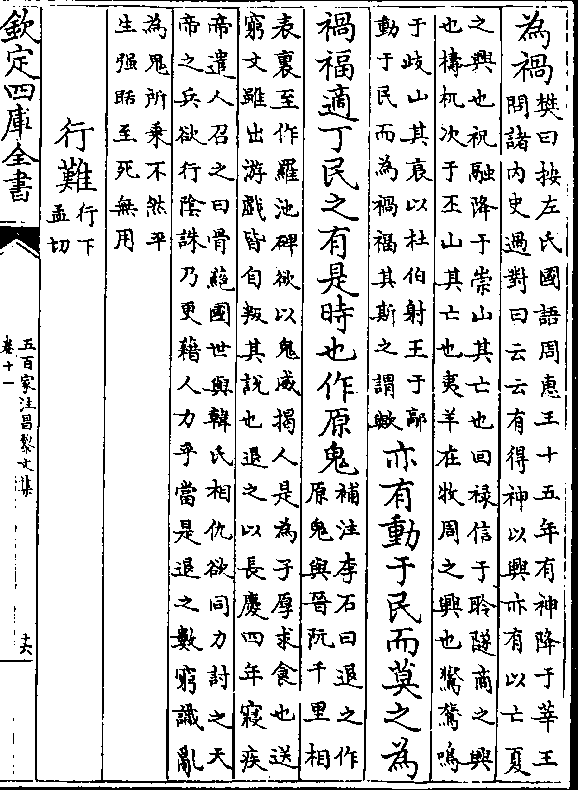 為禍樊曰按左氏國語周惠王十五年有神降于莘王
問諸内史過對曰云云有得神以興亦有以亡夏
之興也祝融降于崇山其亡也回禄信于聆隧商之興
也檮杌次于丕山其亡也夷羊在牧周之興也鸑鷟鳴
于岐山其衰以杜伯射王于鄗
動于民而為禍福其斯之謂歟
亦有動于民而莫之為
禍福適丁民之有是時也作原鬼補注李石曰退之作
原鬼與晉阮千里相
表裏至作羅池碑欲以鬼威揭人是為子厚求食也送
窮文雖出游戲皆自叛其說也退之以長慶四年寢疾
帝遣人召之曰骨蕝國世與韓氏相仇欲同力討之天
帝之兵欲行陰誅乃更藉人力乎當是退之數窮識亂
為鬼所乘不然平
生强聒至死無用
行難行下
孟切
欽定四庫全書
五百家注昌黎文集
卷十一
十六